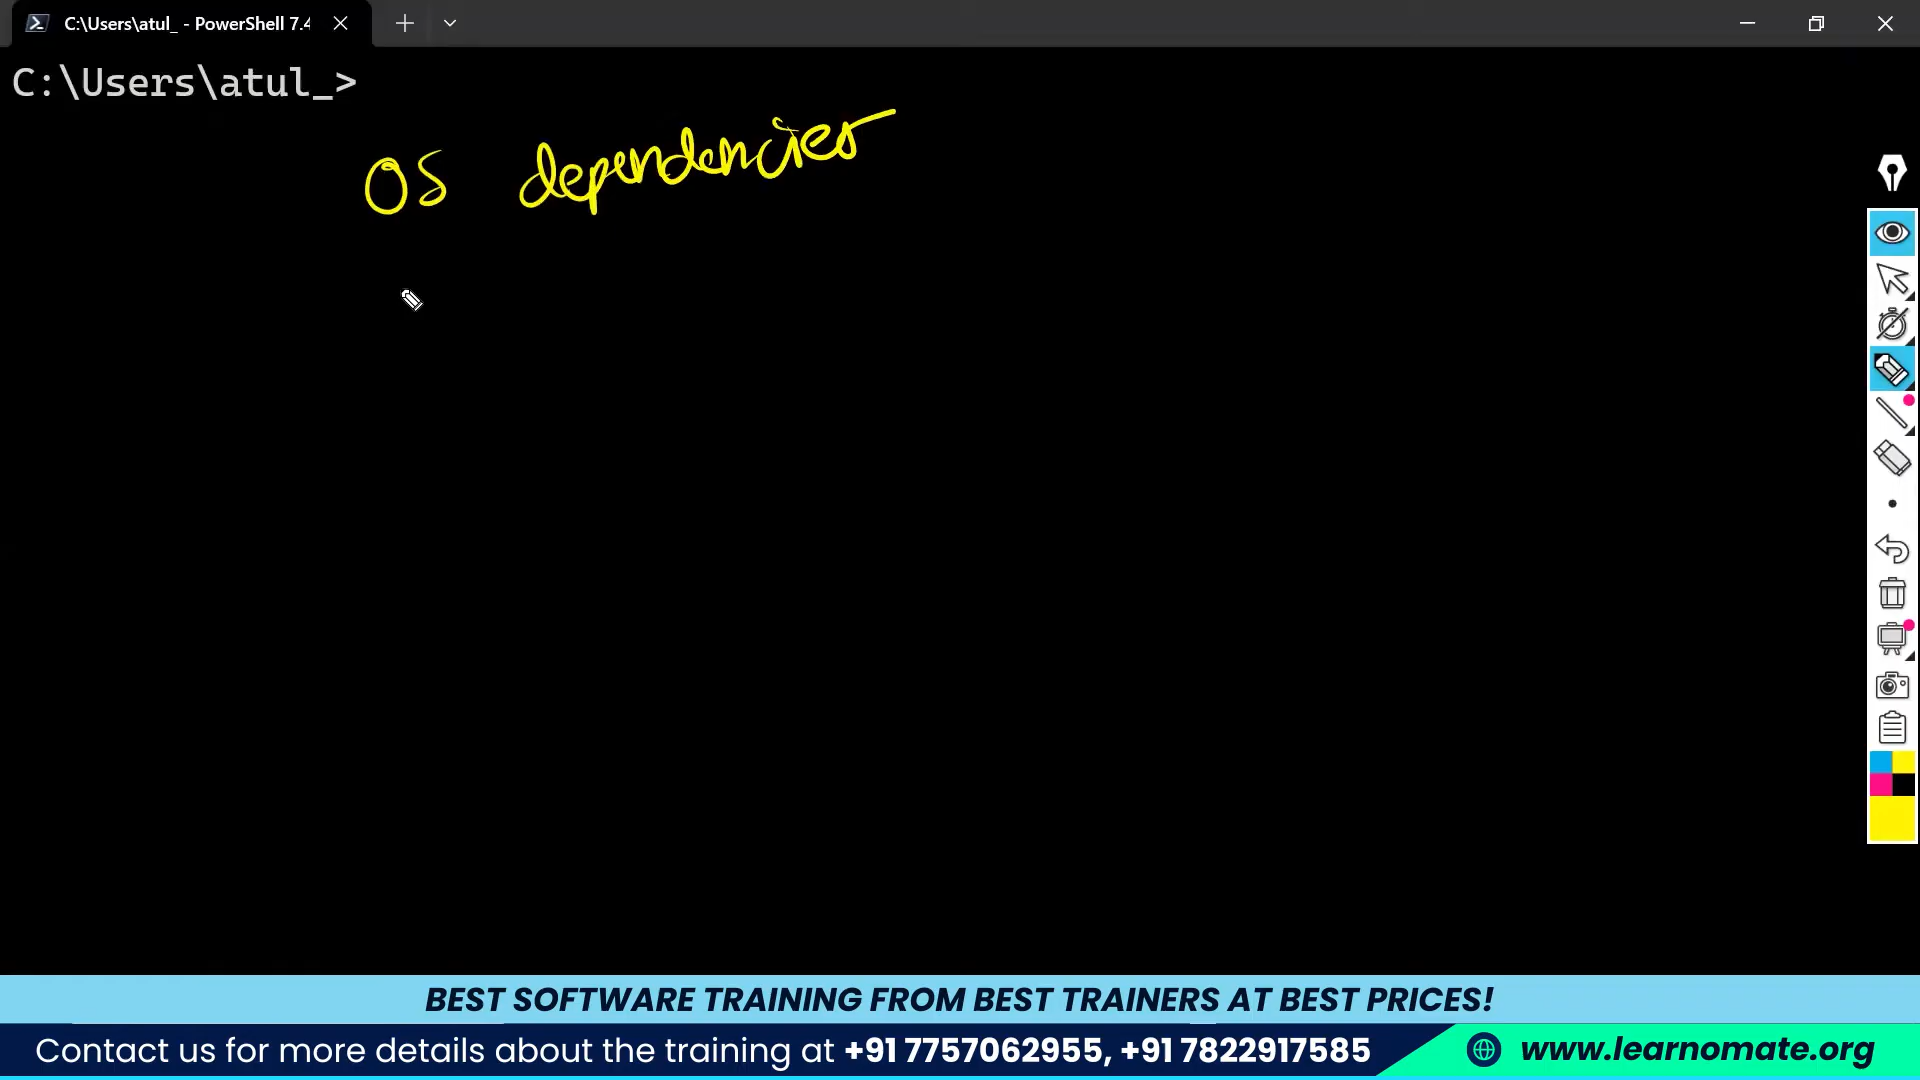 C:\Users\atul_ - PowerShell 7.4
C:\Users\atul_>
OS dependencies
BEST SOFTWARE TRAINING FROM BEST TRAINERS AT BEST PRICES!
Contact us for more details about the training at +91 7757062955, +91 7822917585
www.learnomate.org